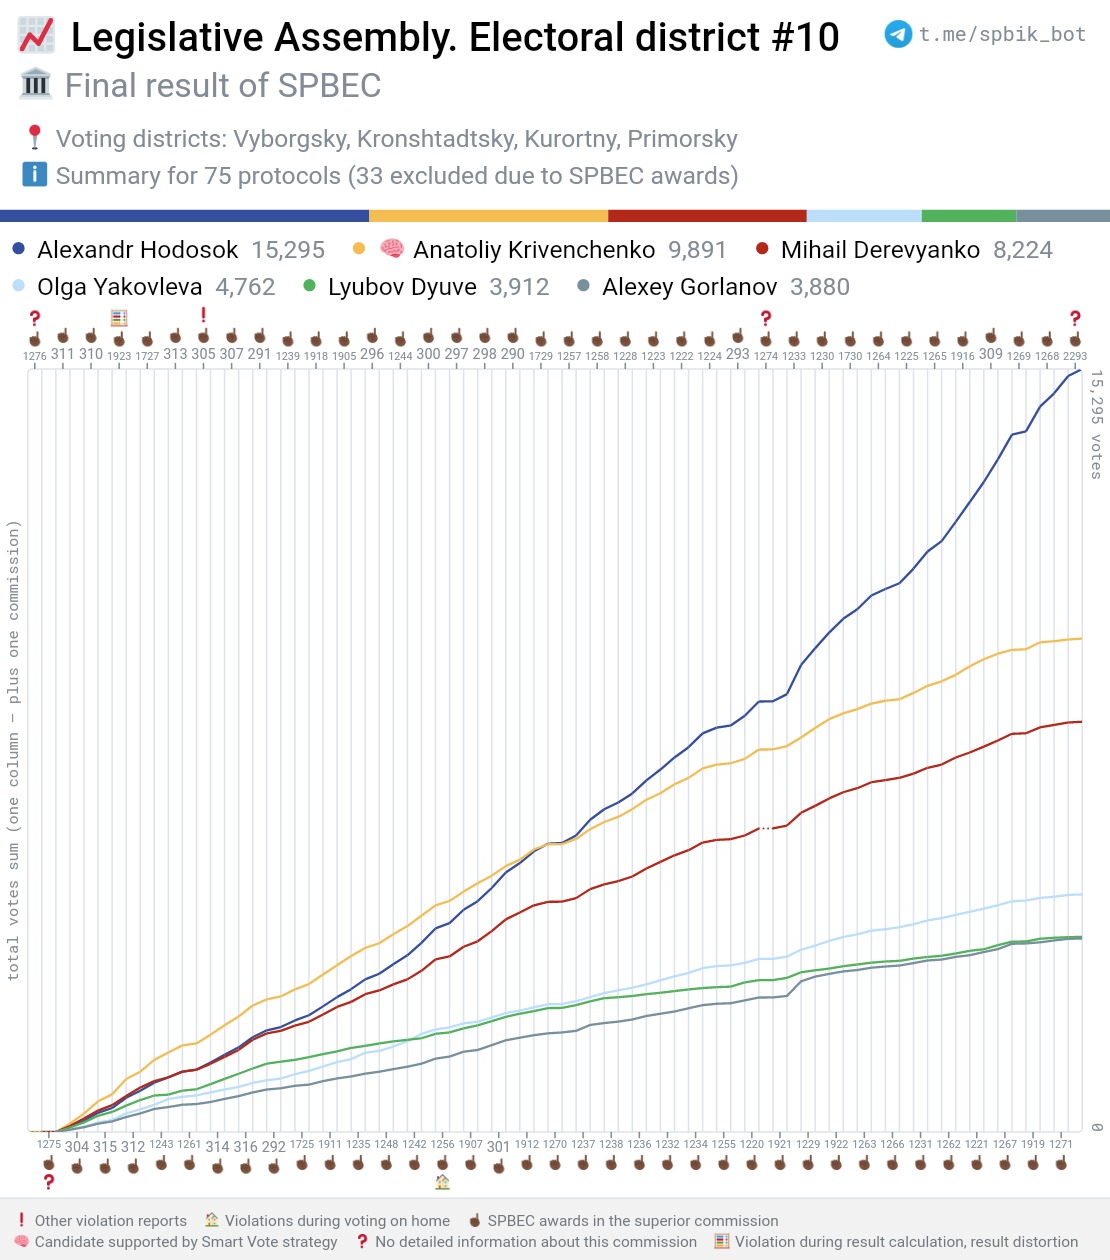 Legislative Assembly. Electoral district #10
t.me/spbik_bot
Final result of SPBEC
Voting districts: Vyborgsky, Kronshtadtsky, Kurortny, Primorsky
Summary for 75 protocols (33 excluded due to SPBEC awards)
Alexandr Hodosok 15,295 Anatoliy Krivenchenko 9,891 Mihail Derevyanko 8,224
Olga Yakovleva 4,762 Lyubov Dyuve 3,912 Alexey Gorlanov 3,880
? ! ? ?
1276 311 310 1923 1727 313 305 307 291 1239 1918 1905 296 1244 300 297 298 290 1729 1257 1258 1228 1223 1222 1224 293 1274 1233 1230 1730 1264 1225 1265 1916 309 1269 1268 2293
15,295 votes
total votes sum (one column – plus one commission)
0
1275 304 315 312 1243 1261 314 316 292 1725 1911 1235 1248 1242 1256 1907 301 1912 1270 1237 1238 1236 1232 1234 1255 1220 1921 1229 1922 1263 1266 1231 1262 1221 1267 1919 1271
?
! Other violation reports Violations during voting on home SPBEC awards in the superior commission
Candidate supported by Smart Vote strategy ? No detailed information about this commission Violation during result calculation, result distortion